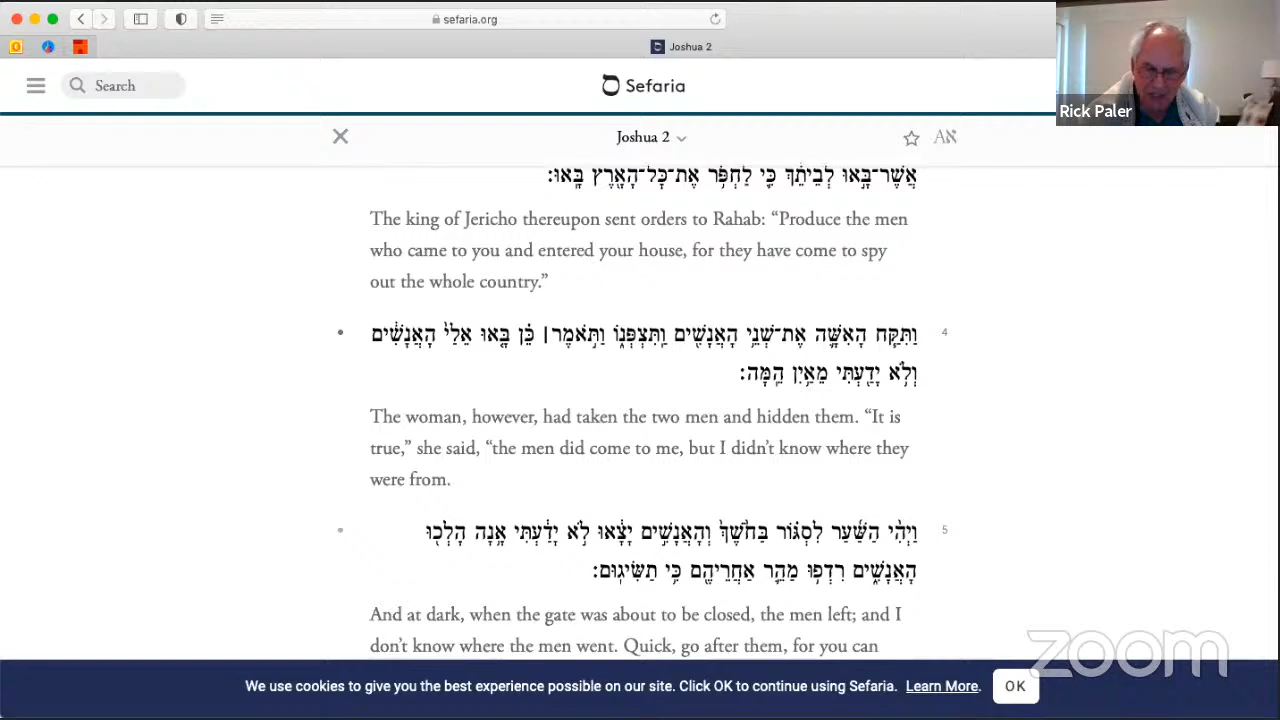 sefaria.org
Joshua 2
Search
Sefaria
Rick Paler
Joshua 2
אֲשֶׁר־בָּ֣אוּ לְבֵיתֵ֔ךְ כִּ֛י לַחְפֹּ֥ר אֶת־כׇּל־הָאָ֖רֶץ בָּֽאוּ׃
The king of Jericho thereupon sent orders to Rahab: “Produce the men
who came to you and entered your house, for they have come to spy
out the whole country.”
וַתִּקַּ֧ח הָאִשָּׁ֛ה אֶת־שְׁנֵ֥י הָאֲנָשִׁ֖ים וַֽתִּצְפְּנ֑וֹ וַתֹּ֣אמֶר ׀ כֵּ֗ן בָּ֤אוּ אֵלַי֙ הָאֲנָשִׁ֔ים
4
וְלֹ֥א יָדַ֖עְתִּי מֵאַ֥יִן הֵֽמָּה׃
The woman, however, had taken the two men and hidden them. “It is
true,” she said, “the men did come to me, but I didn’t know where they
were from.
וַיְהִ֨י הַשַּׁ֜עַר לִסְגּ֗וֹר בַּחֹ֙שֶׁךְ֙ וְהָאֲנָשִׁ֣ים יָצָ֔אוּ לֹ֣א יָדַ֔עְתִּי אָ֥נָה הָלְכ֖וּ
5
הָאֲנָשִׁ֑ים רִדְפ֥וּ מַהֵ֛ר אַחֲרֵיהֶ֖ם כִּ֥י תַשִּׂיגֽוּם׃
And at dark, when the gate was about to be closed, the men left; and I
don’t know where the men went. Quick, go after them, for you can
zoom
We use cookies to give you the best experience possible on our site. Click OK to continue using Sefaria. Learn More. OK